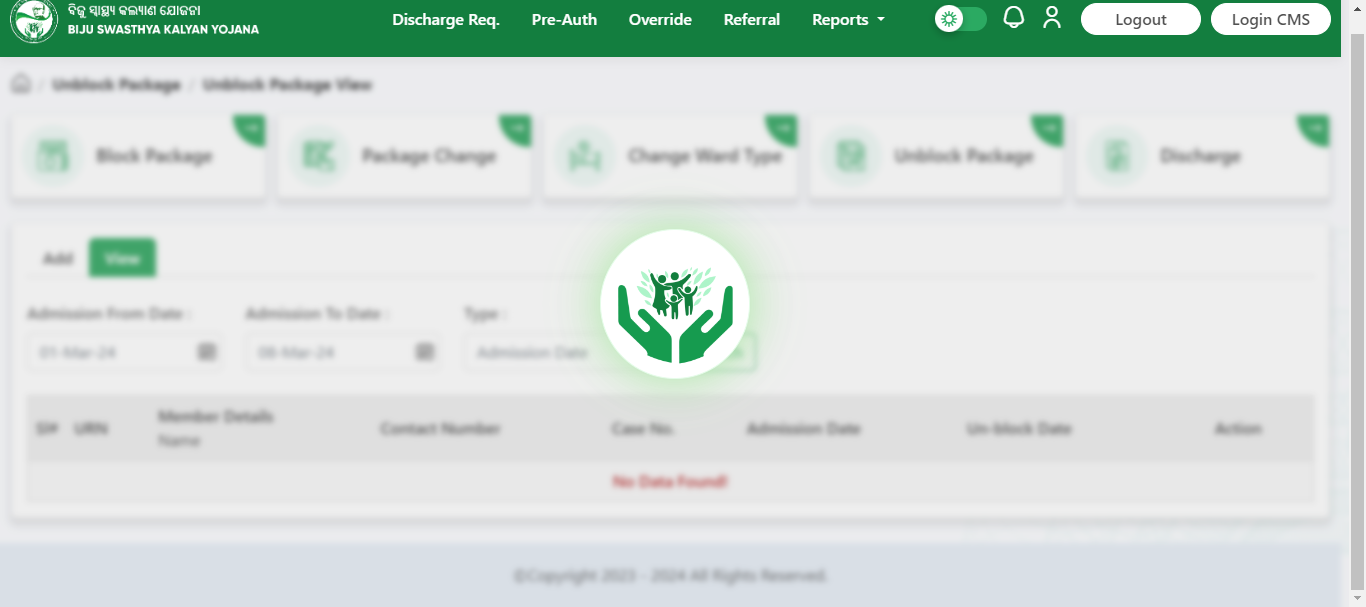 ବିଜୁ ସ୍ୱାସ୍ଥ୍ୟ କଲ୍ୟାଣ ଯୋଜନା
BIJU SWASTHYA KALYAN YOJANA
Discharge Req. Pre-Auth Override Referral Reports Logout Login CMS
/ Unblock Package / Unblock Package View
Block Package Package Change Change Ward Type Unblock Package Discharge
Add View
Admission From Date : Admission To Date : Type :
01-Mar-24 08-Mar-24 Admission Date
Sl# URN Member Details Contact Number Case No. Admission Date Un-block Date Action
Name
No Data Found!
©Copyright 2023 - 2024 All Rights Reserved.